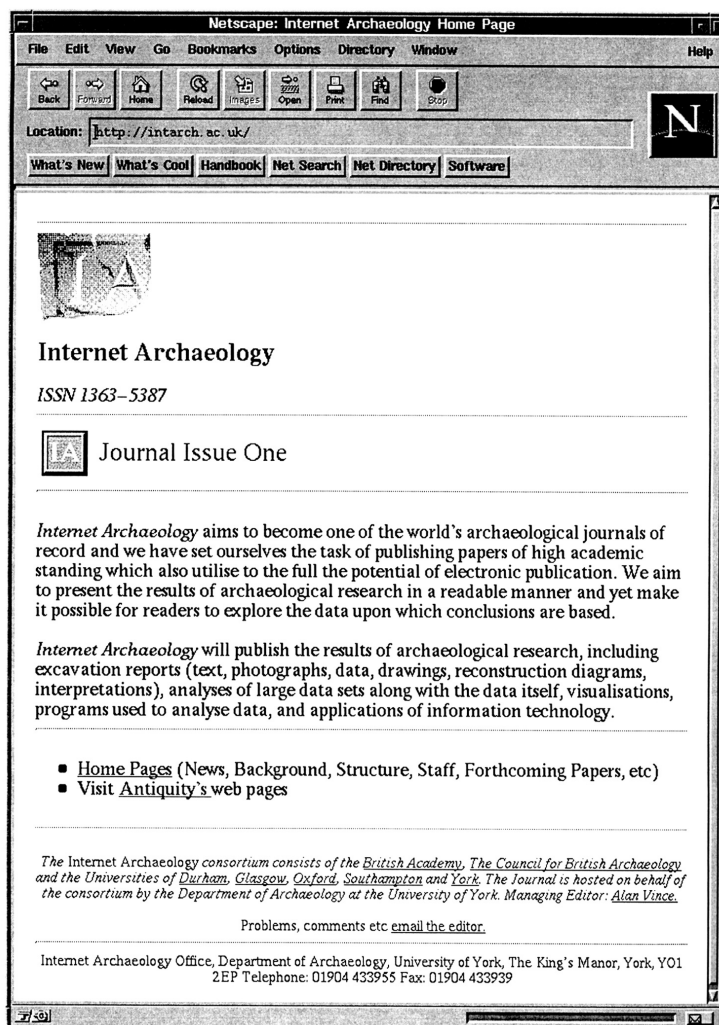 Netscape: Internet Archaeology Home Page
File Edit View Go Bookmarks Options Directory Window Help
Back Forward Home Reload Images Open Print Find Stop
N
Location: http://intarch.ac.uk/
What's New What's Cool Handbook Net Search Net Directory Software
IA
Internet Archaeology
ISSN 1363–5387
IA Journal Issue One
Internet Archaeology aims to become one of the world's archaeological journals of
record and we have set ourselves the task of publishing papers of high academic
standing which also utilise to the full the potential of electronic publication. We aim
to present the results of archaeological research in a readable manner and yet make
it possible for readers to explore the data upon which conclusions are based.
Internet Archaeology will publish the results of archaeological research, including
excavation reports (text, photographs, data, drawings, reconstruction diagrams,
interpretations), analyses of large data sets along with the data itself, visualisations,
programs used to analyse data, and applications of information technology.
Home Pages (News, Background, Structure, Staff, Forthcoming Papers, etc)
Visit Antiquity's web pages
The Internet Archaeology consortium consists of the British Academy, The Council for British Archaeology
and the Universities of Durham, Glasgow, Oxford, Southampton and York. The Journal is hosted on behalf of
the consortium by the Department of Archaeology at the University of York. Managing Editor: Alan Vince.
Problems, comments etc email the editor.
Internet Archaeology Office, Department of Archaeology, University of York, The King's Manor, York, YO1
2EP Telephone: 01904 433955 Fax: 01904 433939